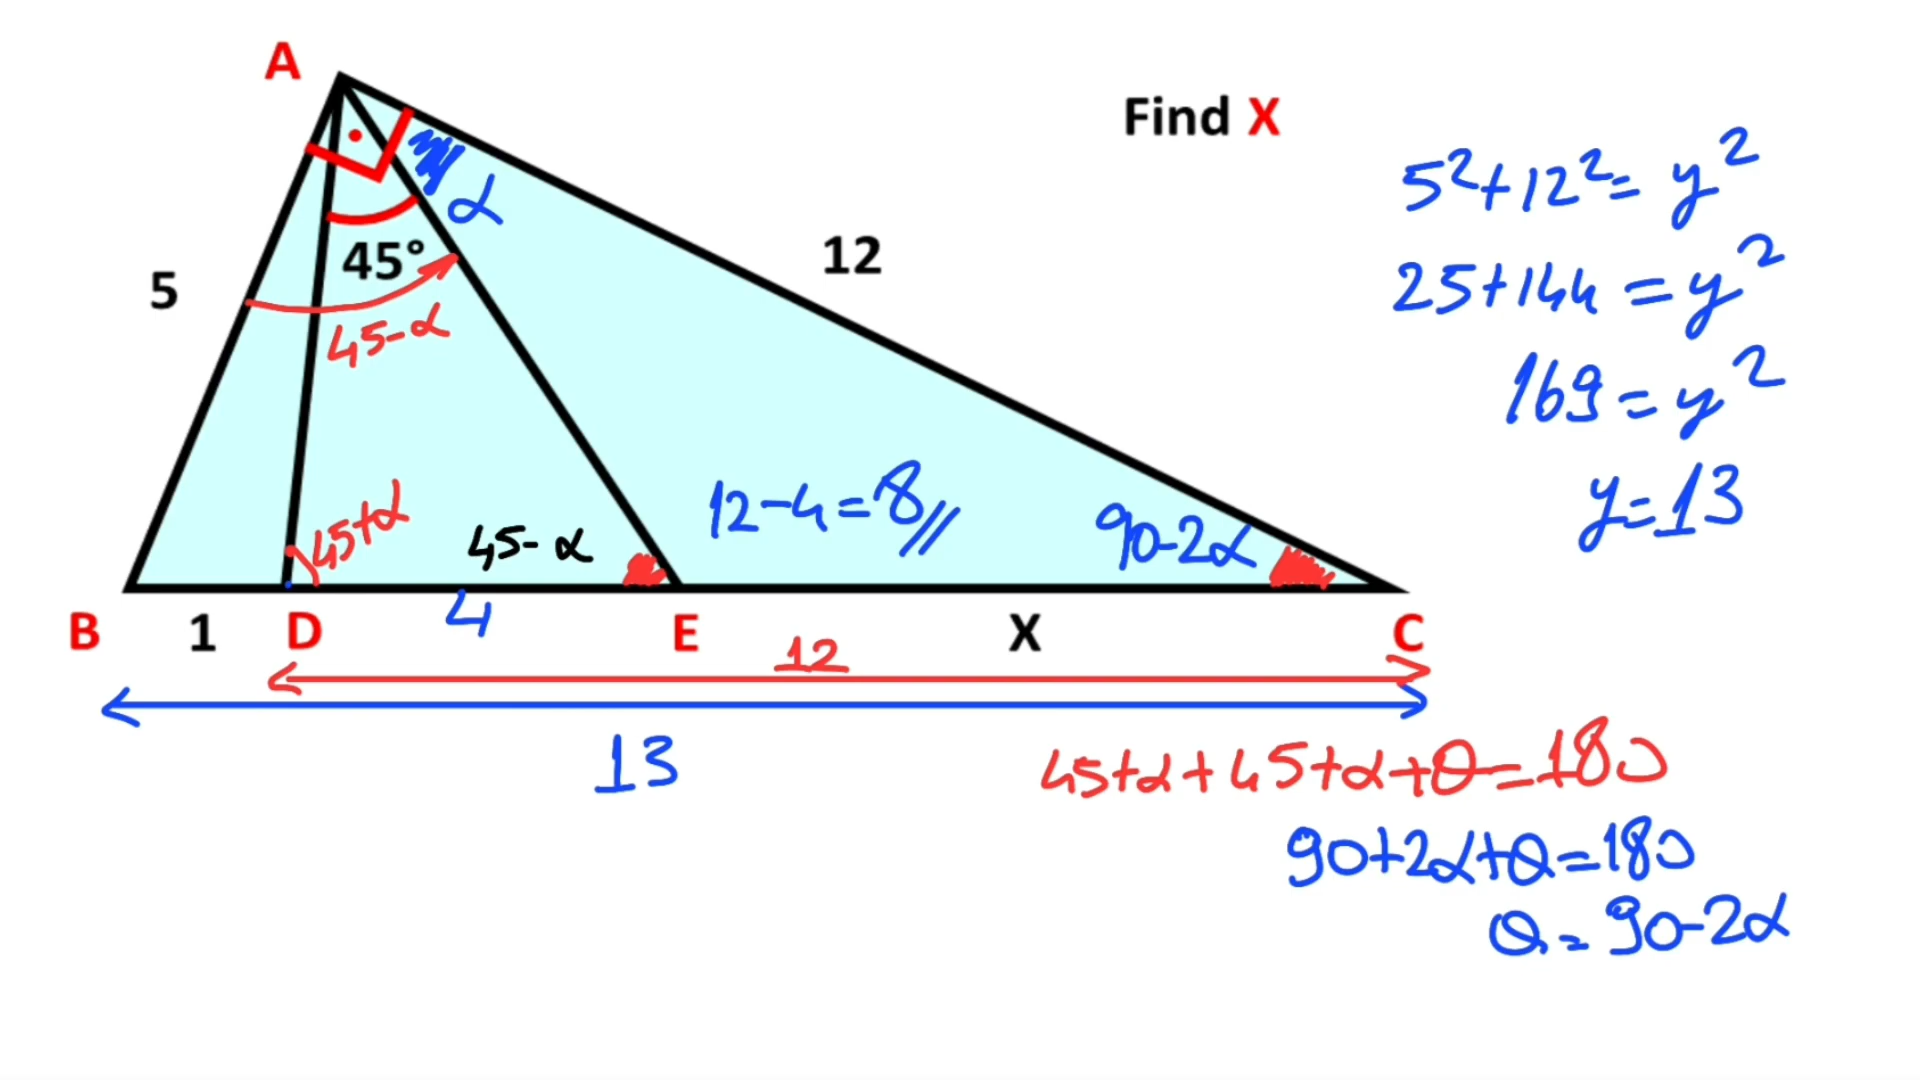 A
Find X
5²+12²= y²
α
45°
12
5
25+144 = y²
45-α
169 = y²
y=13
45+α
45- α
12-4=8//
90-2α
B
1
D
4
E
X
C
12
13
45+α+45+α+θ=180
90+2α+θ=180
θ= 90-2α